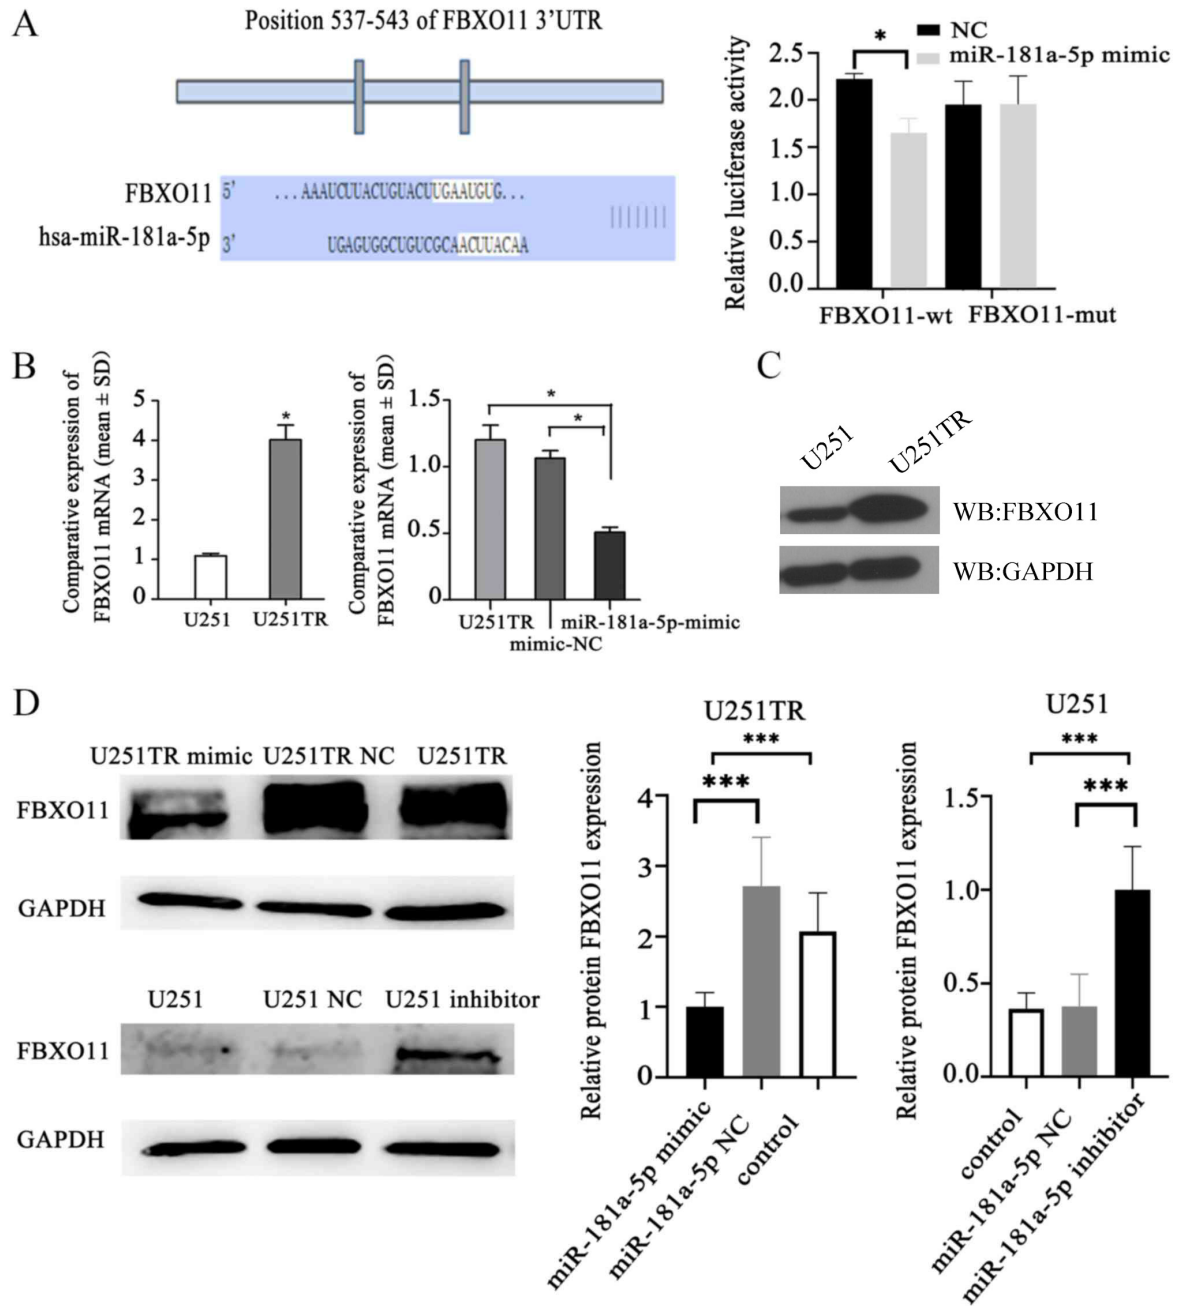 A
Position 537-543 of FBXO11 3’UTR
FBXO11
5’
...AAAUCUUACUGUACUUGAAUGUG...
|||||||
hsa-miR-181a-5p
3’
UGAGUGGCUGUCGCAACUUACAA
Relative luciferase activity
2.5
2.0
1.5
1.0
0.5
0.0
*
NC
miR-181a-5p mimic
FBXO11-wt
FBXO11-mut
B
Comparative expression of
FBXO11 mRNA (mean ± SD)
5
4
3
2
1
0
*
U251
U251TR
Comparative expression of
FBXO11 mRNA (mean ± SD)
1.5
1.0
0.5
0
*
*
U251TR
mimic-NC
miR-181a-5p-mimic
C
U251
U251TR
WB:FBXO11
WB:GAPDH
D
U251TR mimic
U251TR NC
U251TR
FBXO11
GAPDH
U251
U251 NC
U251 inhibitor
FBXO11
GAPDH
U251TR
Relative protein FBXO11 expression
4
3
2
1
0
***
***
miR-181a-5p mimic
miR-181a-5p NC
control
U251
Relative protein FBXO11 expression
1.5
1.0
0.5
0.0
***
***
control
miR-181a-5p NC
miR-181a-5p inhibitor